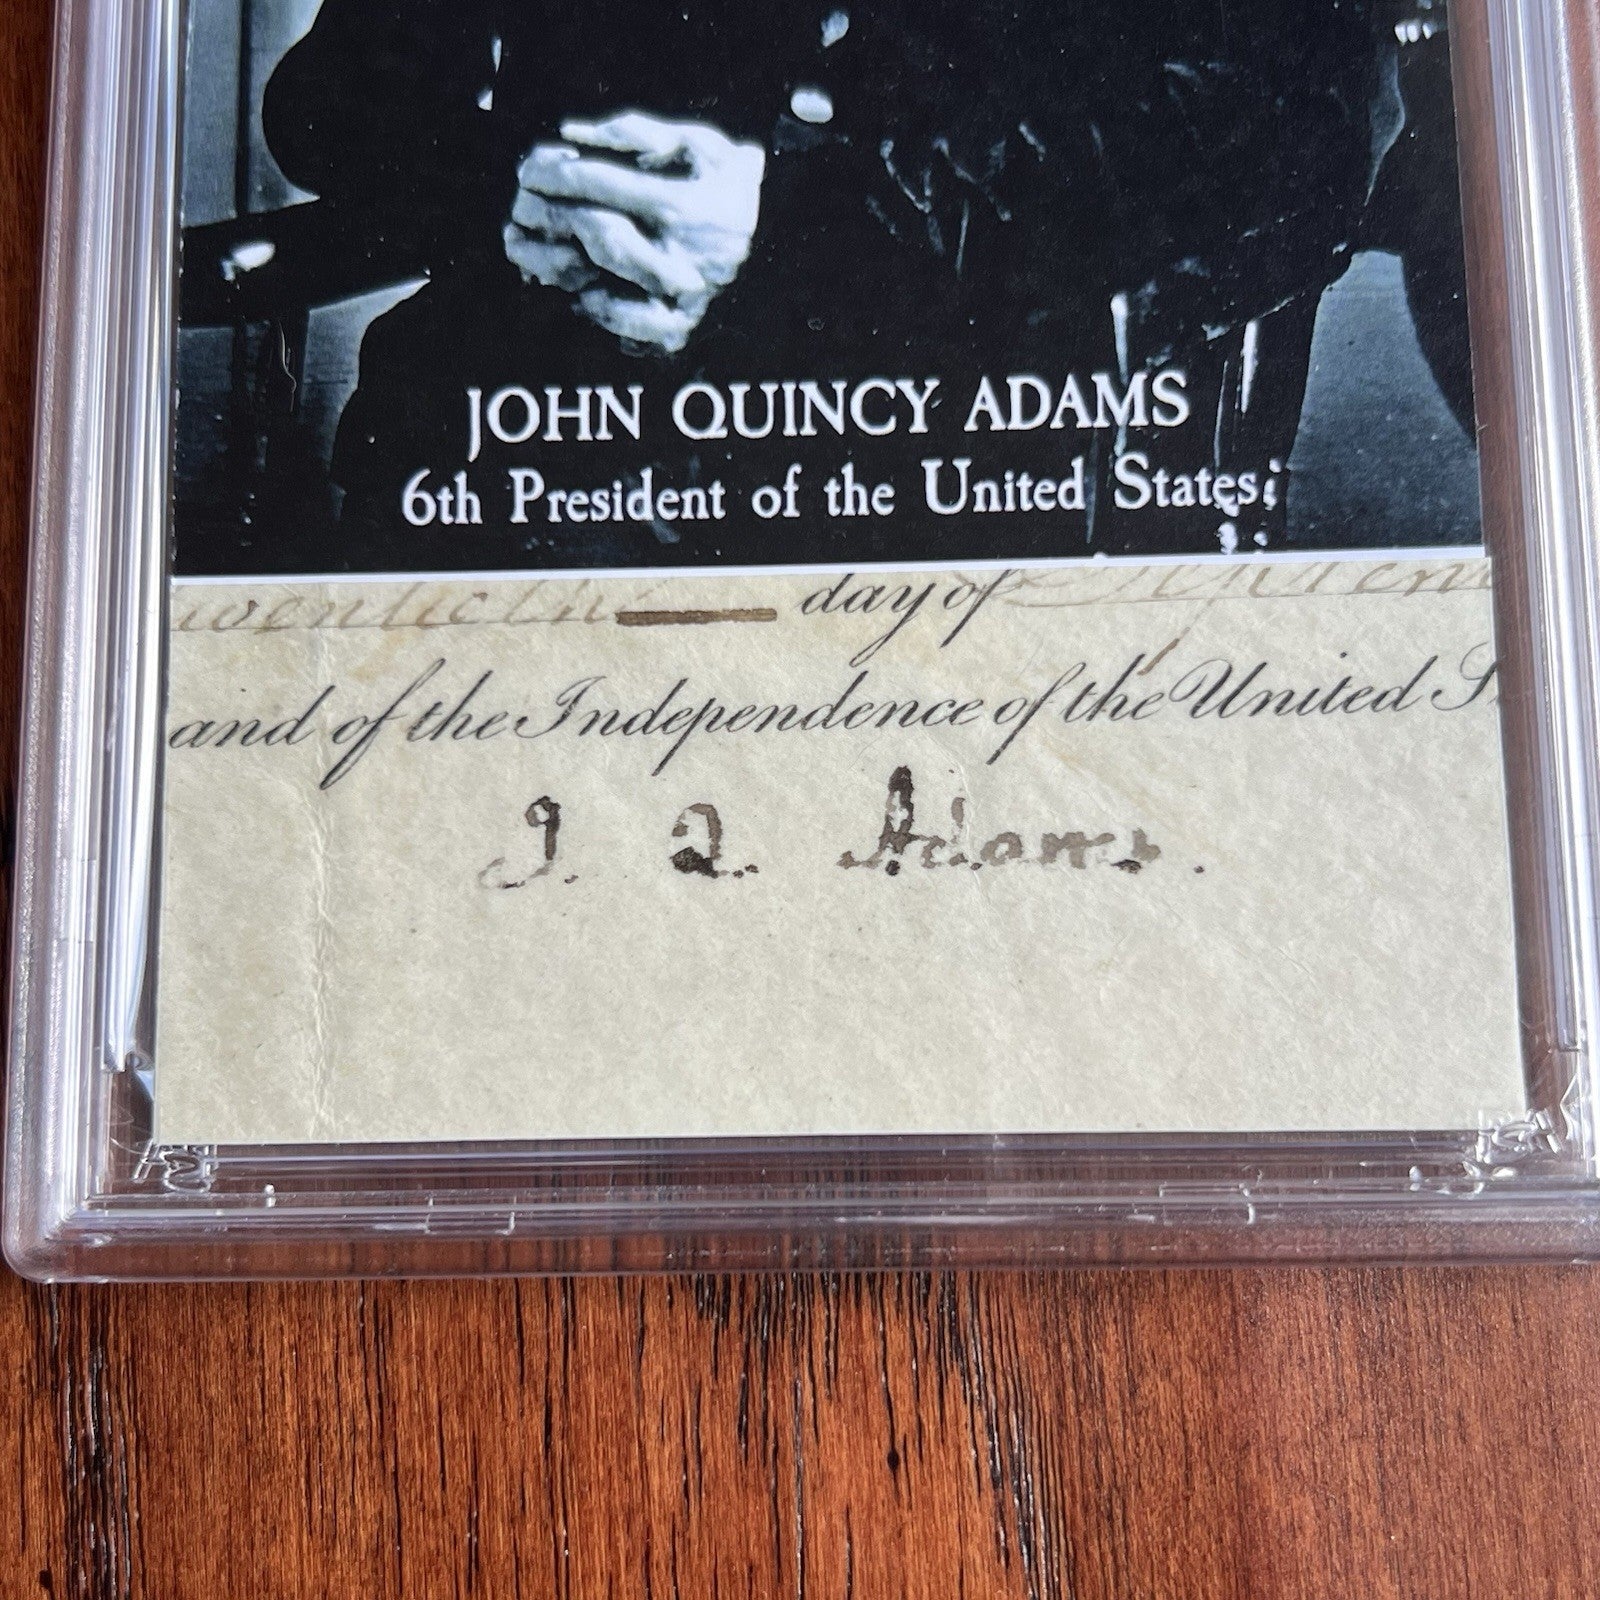 JOHN QUINCY ADAMS
6th President of the United States
day of
and of the Independence of the United
J. Q. Adams.